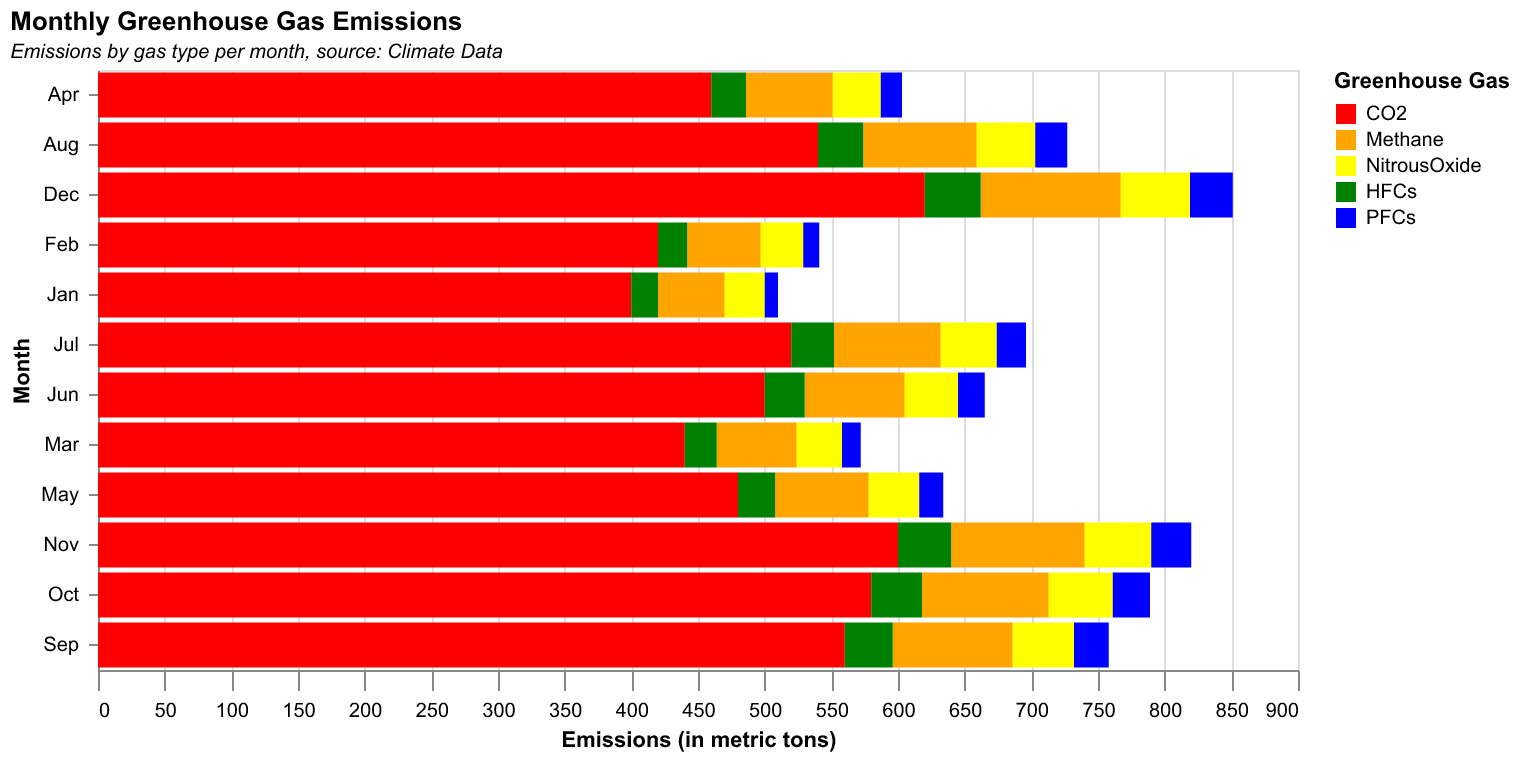 Monthly Greenhouse Gas Emissions
Emissions by gas type per month, source: Climate Data
Greenhouse Gas
CO2
Methane
NitrousOxide
HFCs
PFCs
Month
Apr
Aug
Dec
Feb
Jan
Jul
Jun
Mar
May
Nov
Oct
Sep
0 50 100 150 200 250 300 350 400 450 500 550 600 650 700 750 800 850 900
Emissions (in metric tons)